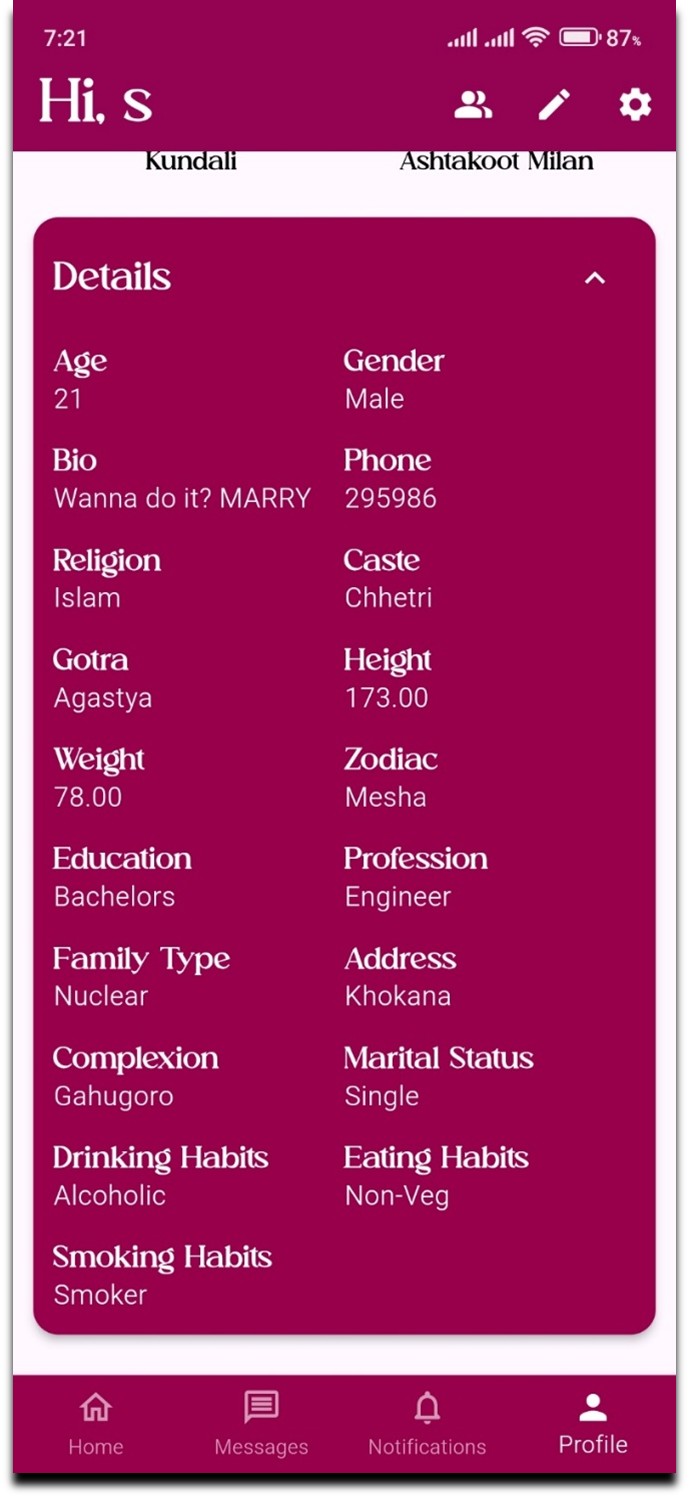 7:21 87%
Hi, s
Kundali Ashtakoot Milan
Details
Age Gender
21 Male
Bio Phone
Wanna do it? MARRY 295986
Religion Caste
Islam Chhetri
Gotra Height
Agastya 173.00
Weight Zodiac
78.00 Mesha
Education Profession
Bachelors Engineer
Family Type Address
Nuclear Khokana
Complexion Marital Status
Gahugoro Single
Drinking Habits Eating Habits
Alcoholic Non-Veg
Smoking Habits
Smoker
Home Messages Notifications Profile